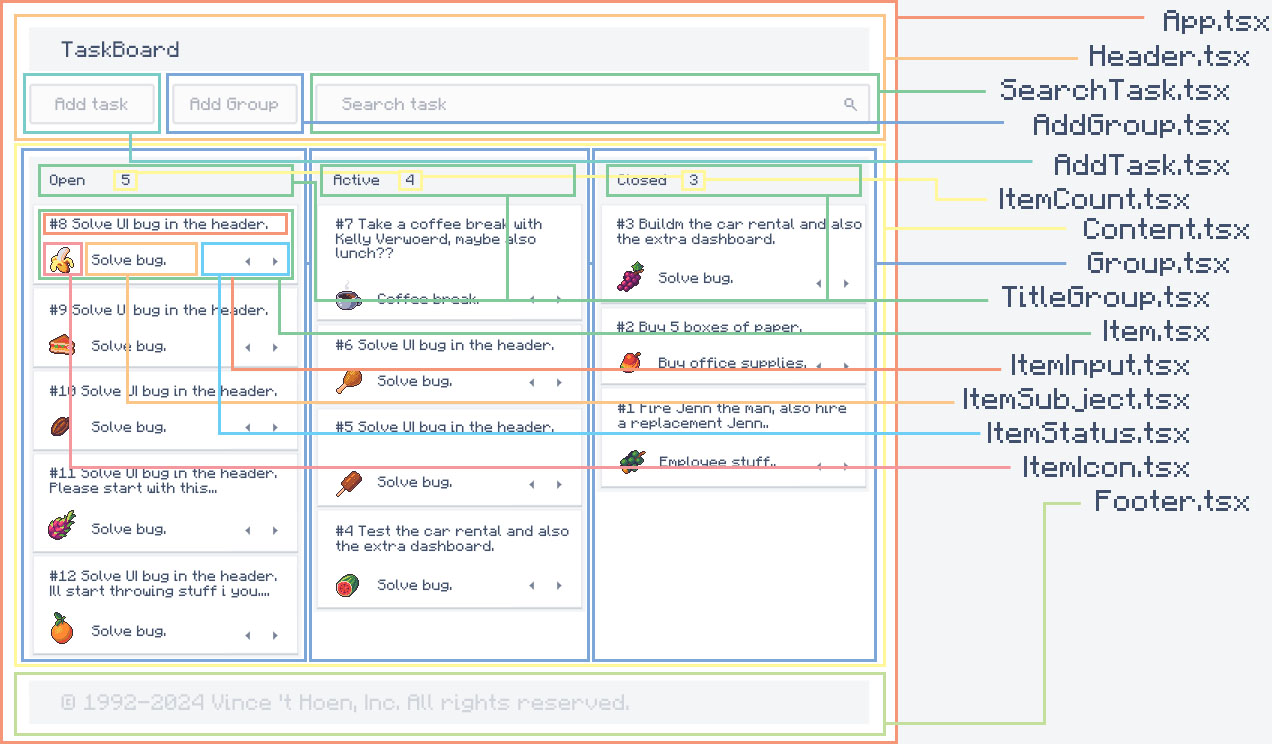 TaskBoard
Add task
Add Group
Search task
Open 5
#8 Solve UI bug in the header.
Solve bug.
#9 Solve UI bug in the header.
Solve bug.
#10 Solve UI bug in the header.
Solve bug.
#11 Solve UI bug in the header.
Please start with this...
Solve bug.
#12 Solve UI bug in the header.
Ill start throwing stuff i you....
Solve bug.
Active 4
#7 Take a coffee break with
Kelly Verwoerd, maybe also
lunch??
Coffee break.
#6 Solve UI bug in the header.
Solve bug.
#5 Solve UI bug in the header.
Solve bug.
#4 Test the car rental and also
the extra dashboard.
Solve bug.
Closed 3
#3 Buildm the car rental and also
the extra dashboard.
Solve bug.
#2 Buy 5 boxes of paper.
Buy office supplies.
#1 Fire Jenn the man, also hire
a replacement Jenn..
Employee stuff..
© 1992-2024 Vince 't Hoen, Inc. All rights reserved.
App.tsx
Header.tsx
SearchTask.tsx
AddGroup.tsx
AddTask.tsx
ItemCount.tsx
Content.tsx
Group.tsx
TitleGroup.tsx
Item.tsx
ItemInput.tsx
ItemSubject.tsx
ItemStatus.tsx
ItemIcon.tsx
Footer.tsx